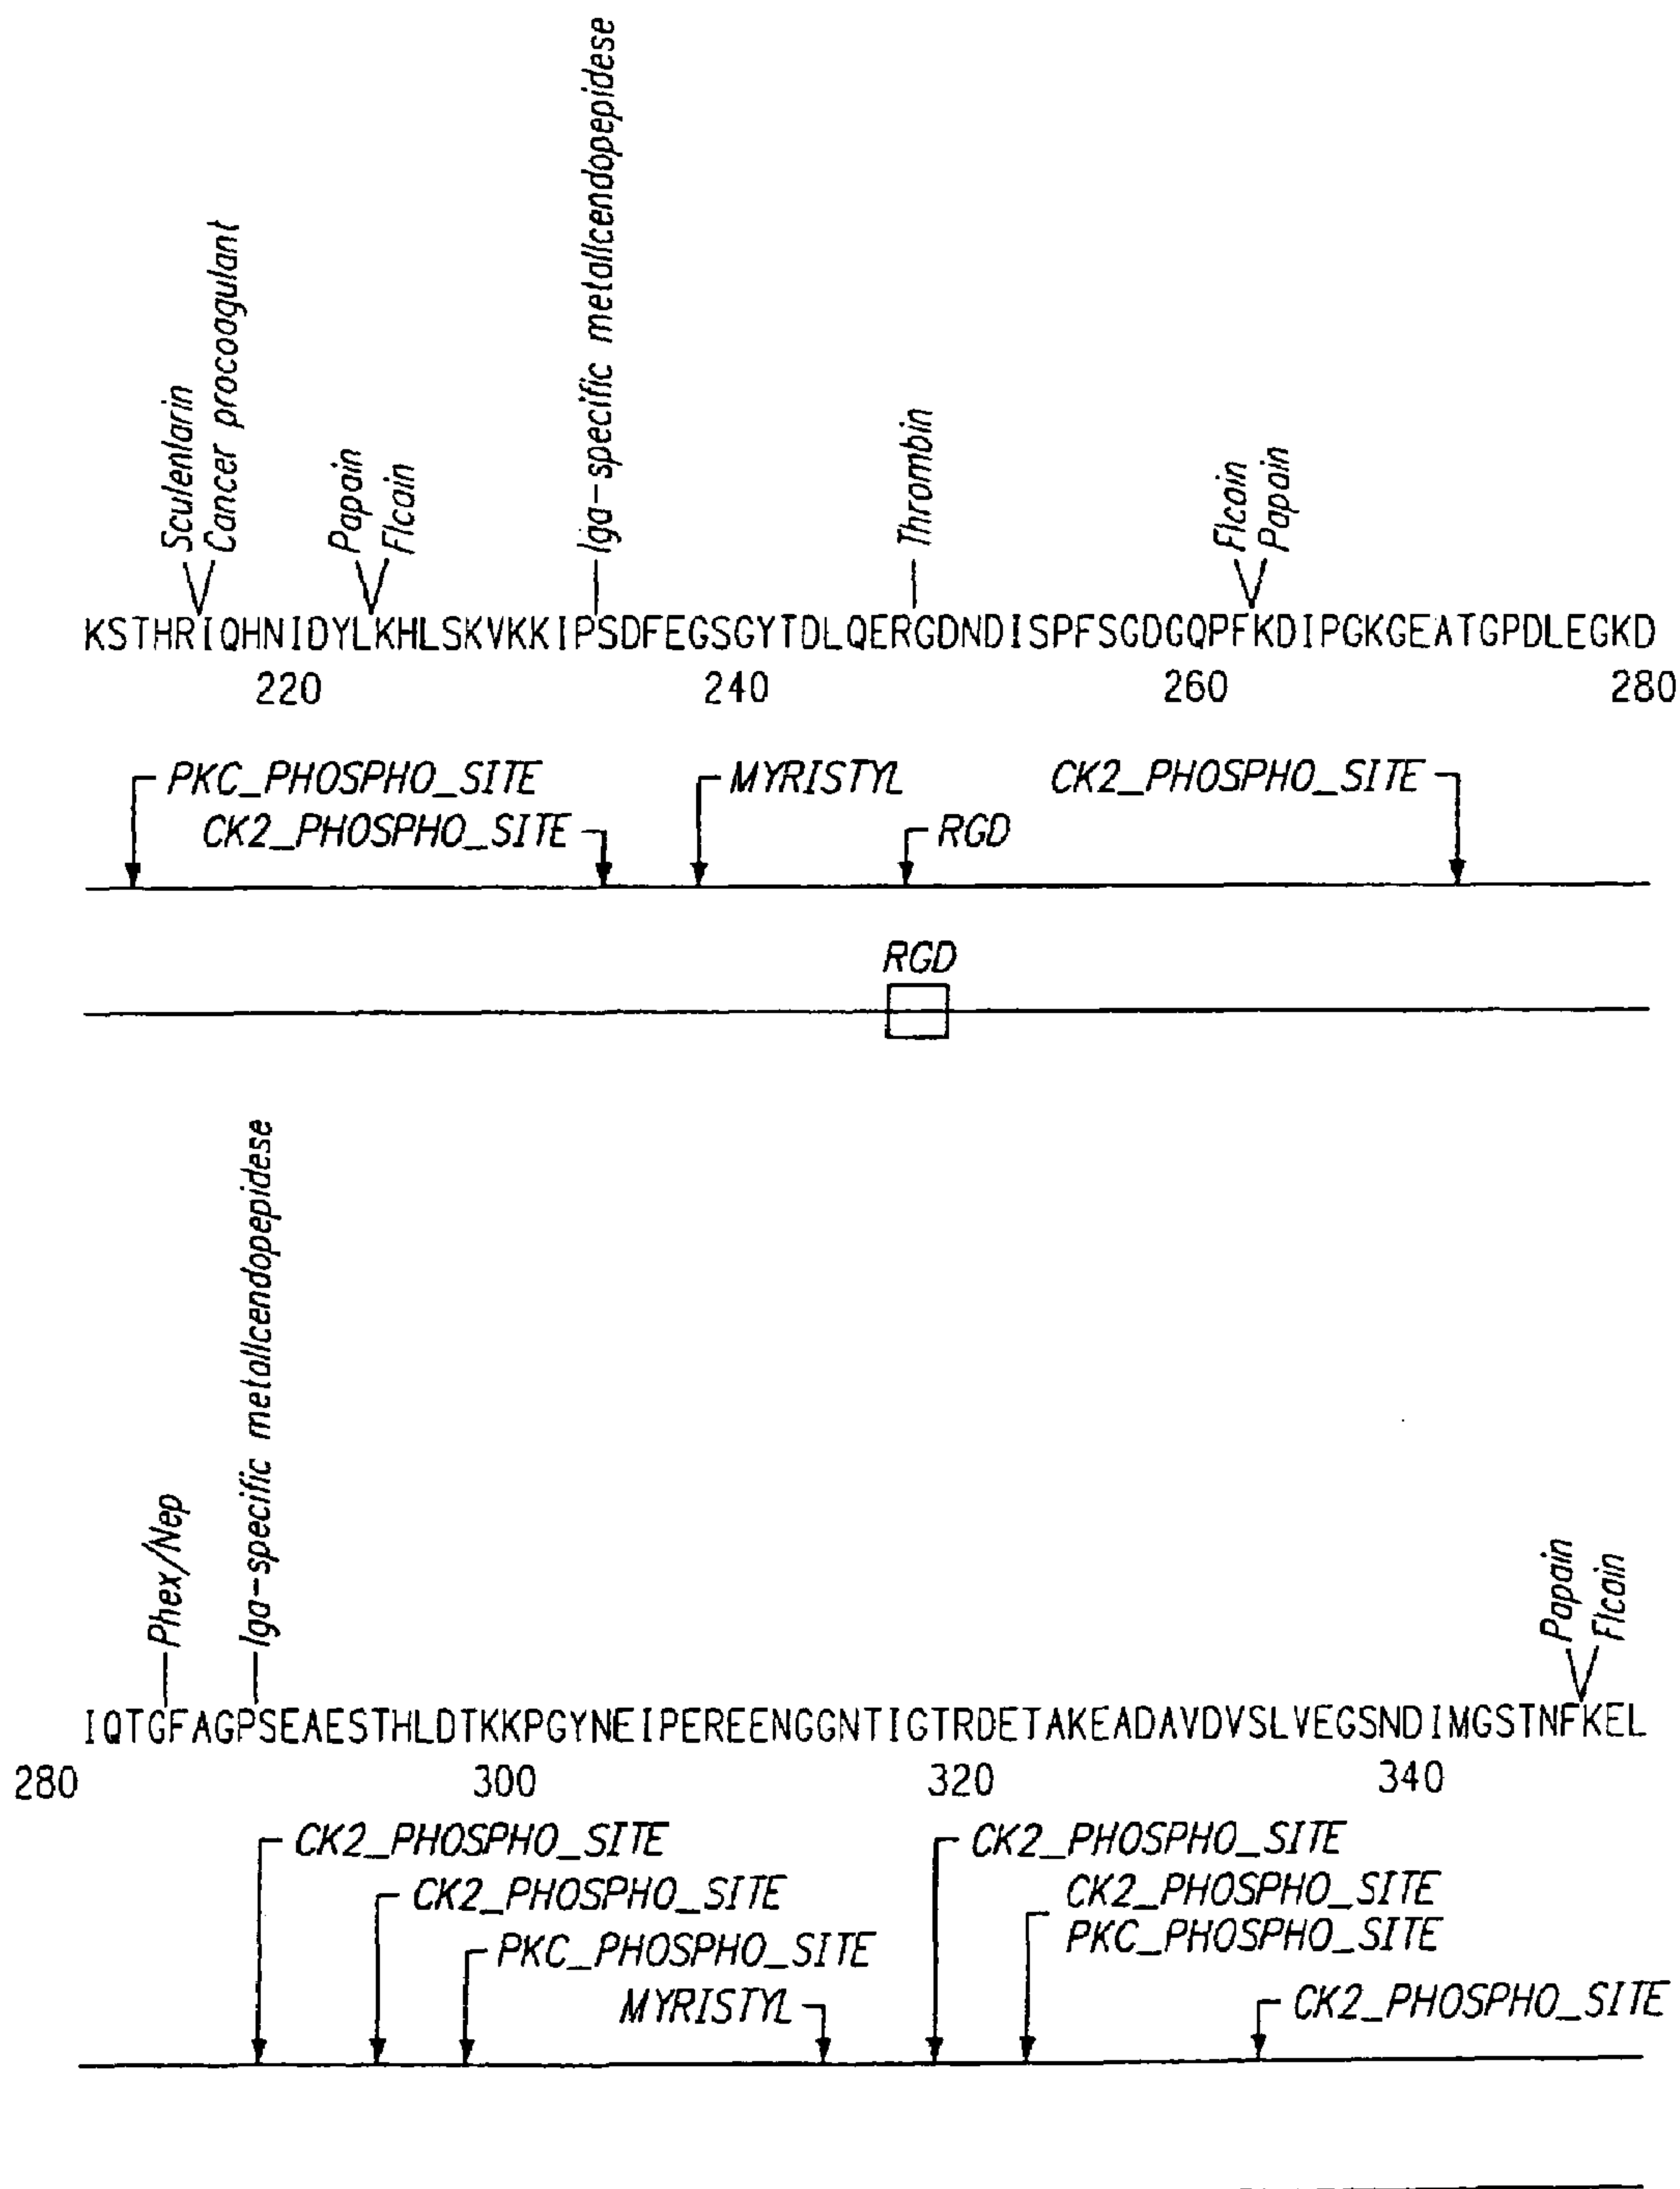 Sculenlarin
Cancer procoagulant
Papain
Flcain
Iga-specific metallcendopepidese
Thrombin
Flcain
Papain
KSTHRIQHNIDYLKHLSKVKKIPSDFEGSGYTDLQERGDNDISPFSGDGQPFKDIPGKGEATGPDLEGKD
220 240 260 280
PKC_PHOSPHO_SITE MYRISTYL CK2_PHOSPHO_SITE
CK2_PHOSPHO_SITE RGD
RGD
Phex/Nep
Iga-specific metallcendopepidese
Papain
Flcain
IQTGFAGPSEAESTHLDTKKPGYNEIPEREENGGNTIGTRDETAKEADAVDVSLVEGSNDIMGSTNFKEL
280 300 320 340
CK2_PHOSPHO_SITE CK2_PHOSPHO_SITE
CK2_PHOSPHO_SITE CK2_PHOSPHO_SITE
PKC_PHOSPHO_SITE PKC_PHOSPHO_SITE
MYRISTYL CK2_PHOSPHO_SITE